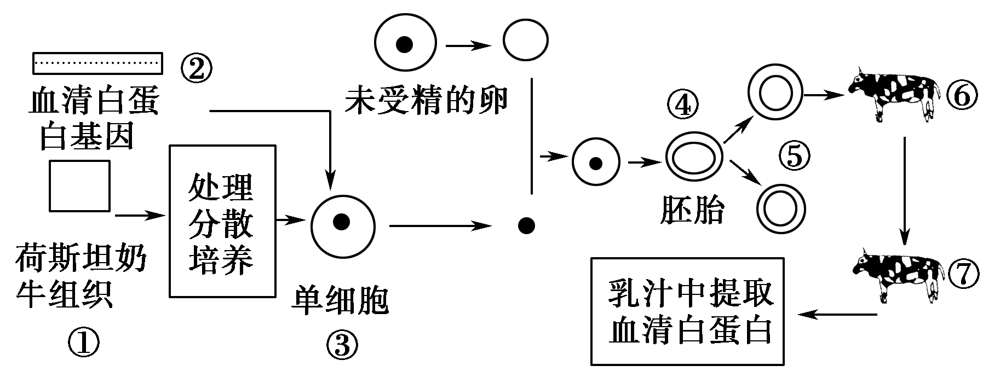 ②
血清白蛋
白基因
荷斯坦奶
牛组织
①
处理
分散
培养
单细胞
③
未受精的卵
④
胚胎
⑤
⑥
⑦
乳汁中提取
血清白蛋白